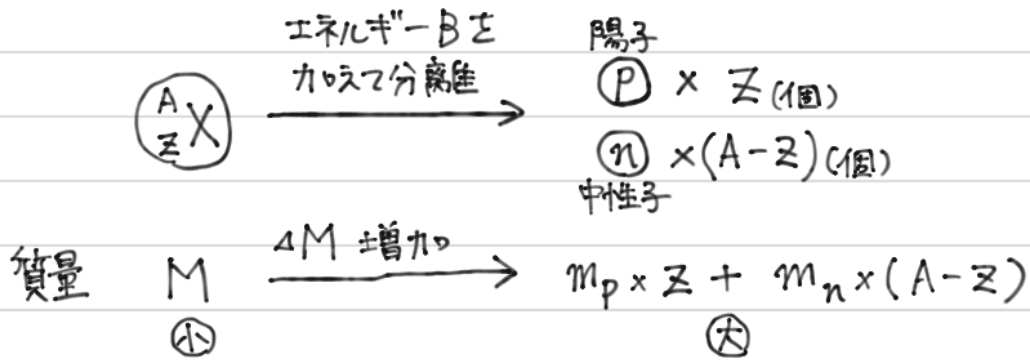 エネルギーBを
加えて分離
A
Z X
陽子
p × Z (個)
n × (A-Z) (個)
中性子
質量 M ΔM 増加 mp × Z + mn × (A-Z)
小 大